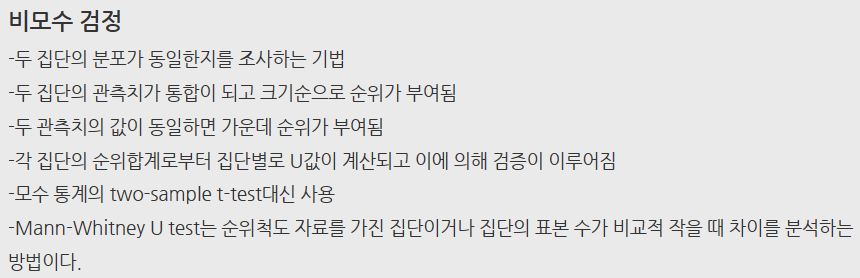 비모수 검정
-두 집단의 분포가 동일한지를 조사하는 기법
-두 집단의 관측치가 통합이 되고 크기순으로 순위가 부여됨
-두 관측치의 값이 동일하면 가운데 순위가 부여됨
-각 집단의 순위합계로부터 집단별로 U값이 계산되고 이에 의해 검증이 이루어짐
-모수 통계의 two-sample t-test대신 사용
-Mann-Whitney U test는 순위척도 자료를 가진 집단이거나 집단의 표본 수가 비교적 작을 때 차이를 분석하는
방법이다.